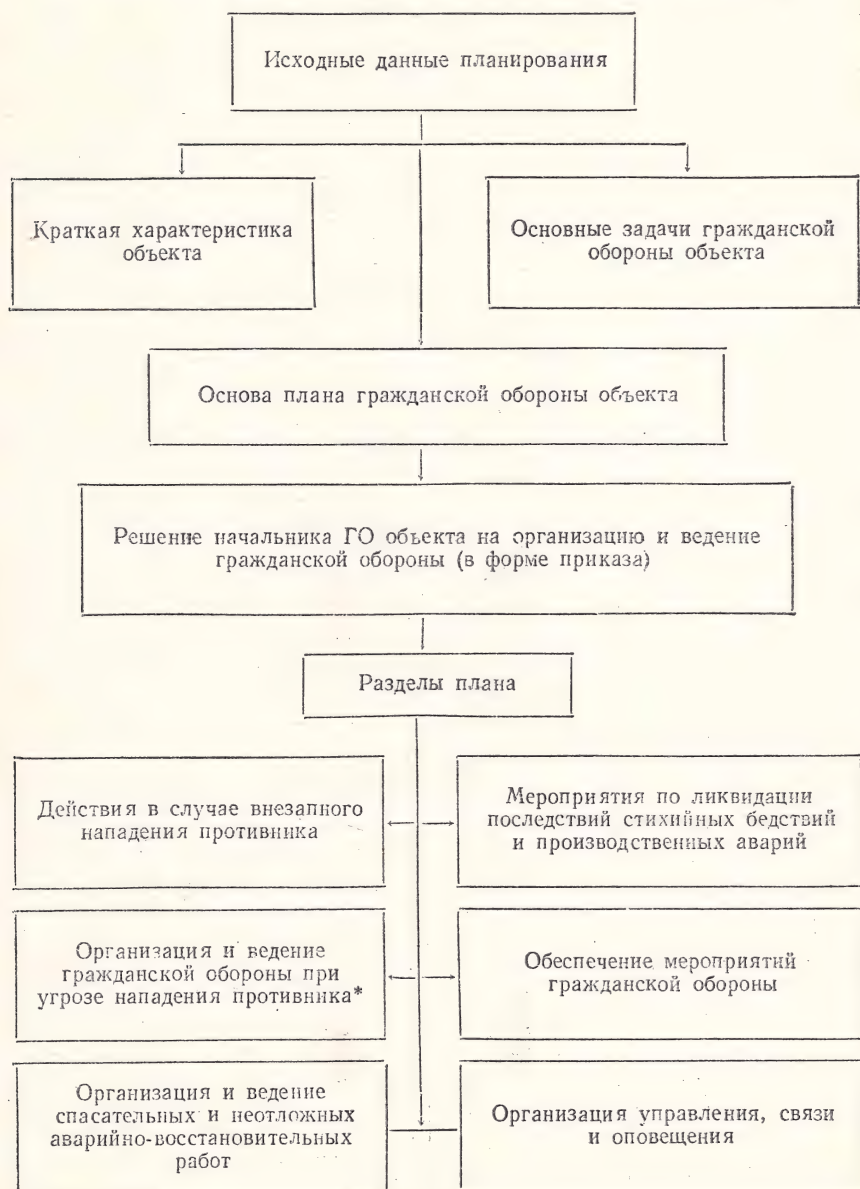 Исходные данные планирования
Краткая характеристика
объекта
Основные задачи гражданской
обороны объекта
Основа плана гражданской обороны объекта
Решение начальника ГО объекта на организацию и ведение
гражданской обороны (в форме приказа)
Разделы плана
Действия в случае внезапного
нападения противника
Мероприятия по ликвидации
последствий стихийных бедствий
и производственных аварий
Организация и ведение
гражданской обороны при
угрозе нападения противника*
Обеспечение мероприятий
гражданской обороны
Организация и ведение
спасательных и неотложных
аварийно-восстановительных
работ
Организация управления, связи
и оповещения